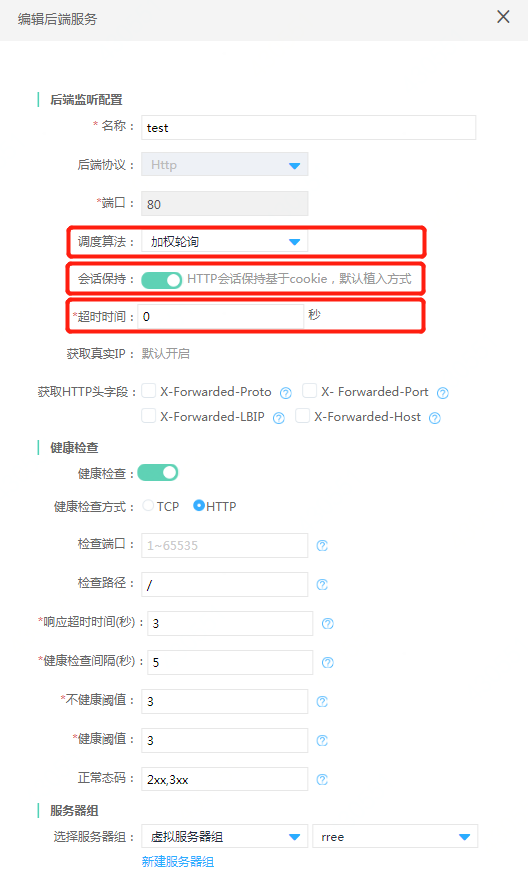 编辑后端服务
后端监听配置
* 名称： test
后端协议： Http
*端口： 80
调度算法： 加权轮询
会话保持： HTTP会话保持基于cookie，默认植入方式
*超时时间： 0 秒
获取真实IP： 默认开启
获取HTTP头字段： X-Forwarded-Proto X- Forwarded-Port
X-Forwarded-LBIP X-Forwarded-Host
健康检查
健康检查：
健康检查方式： TCP HTTP
检查端口： 1~65535
检查路径： /
*响应超时时间(秒)： 3
*健康检查间隔(秒)： 5
*不健康阈值： 3
*健康阈值： 3
正常态码： 2xx,3xx
服务器组
选择服务器组： 虚拟服务器组 rree
新建服务器组